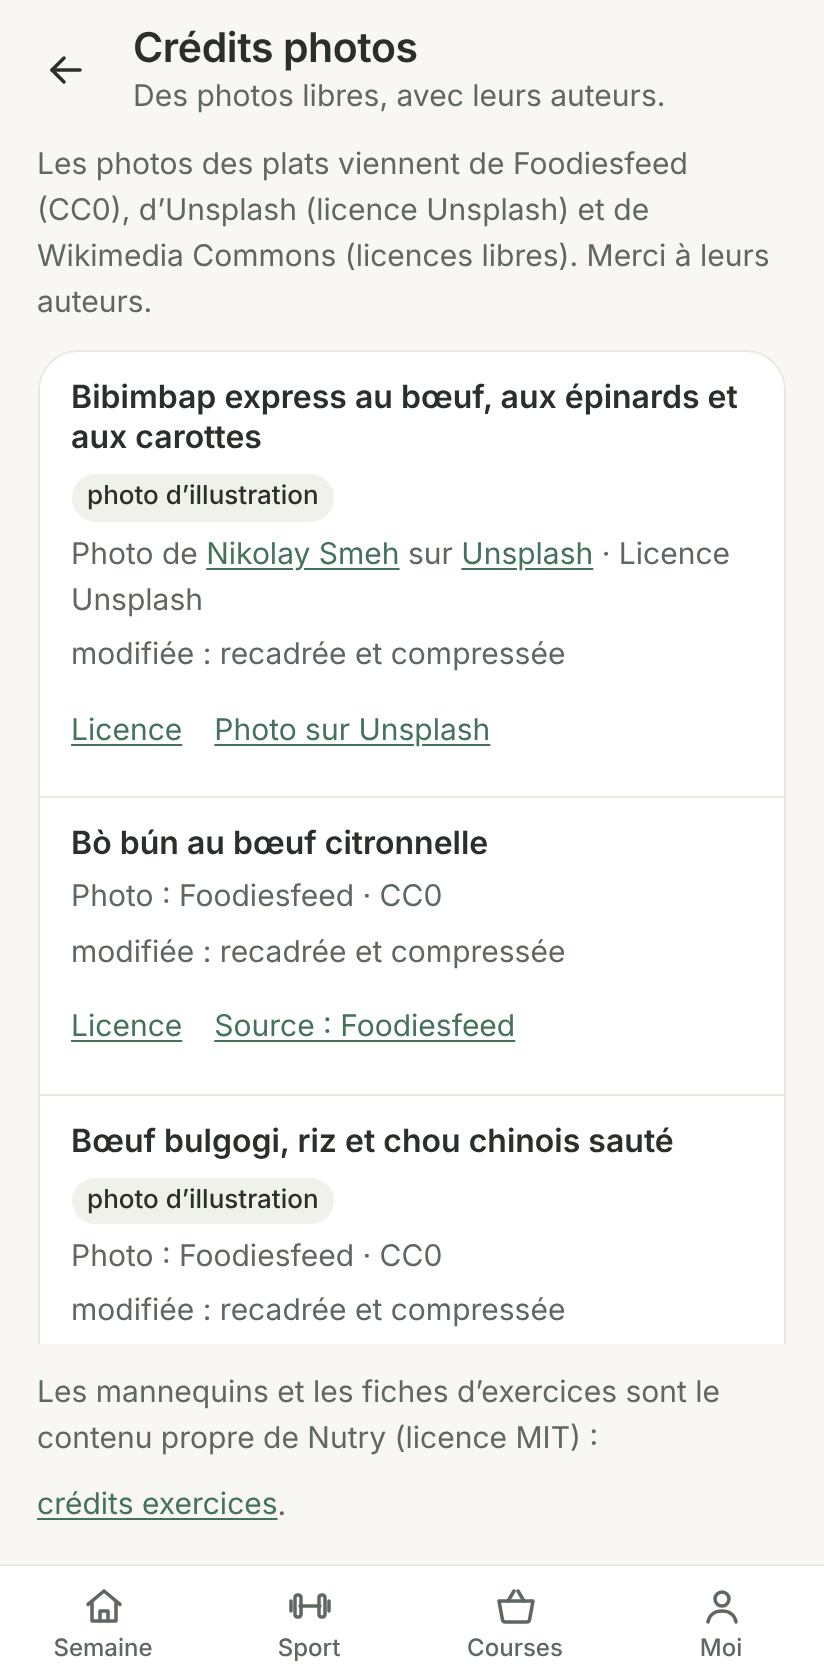 Crédits photos
Des photos libres, avec leurs auteurs.
Les photos des plats viennent de Foodiesfeed
(CC0), d’Unsplash (licence Unsplash) et de
Wikimedia Commons (licences libres). Merci à leurs
auteurs.
Bibimbap express au bœuf, aux épinards et
aux carottes
photo d’illustration
Photo de Nikolay Smeh sur Unsplash · Licence
Unsplash
modifiée : recadrée et compressée
Licence Photo sur Unsplash
Bò bún au bœuf citronnelle
Photo : Foodiesfeed · CC0
modifiée : recadrée et compressée
Licence Source : Foodiesfeed
Bœuf bulgogi, riz et chou chinois sauté
photo d’illustration
Photo : Foodiesfeed · CC0
modifiée : recadrée et compressée
Les mannequins et les fiches d’exercices sont le
contenu propre de Nutry (licence MIT) :
crédits exercices.
Semaine Sport Courses Moi